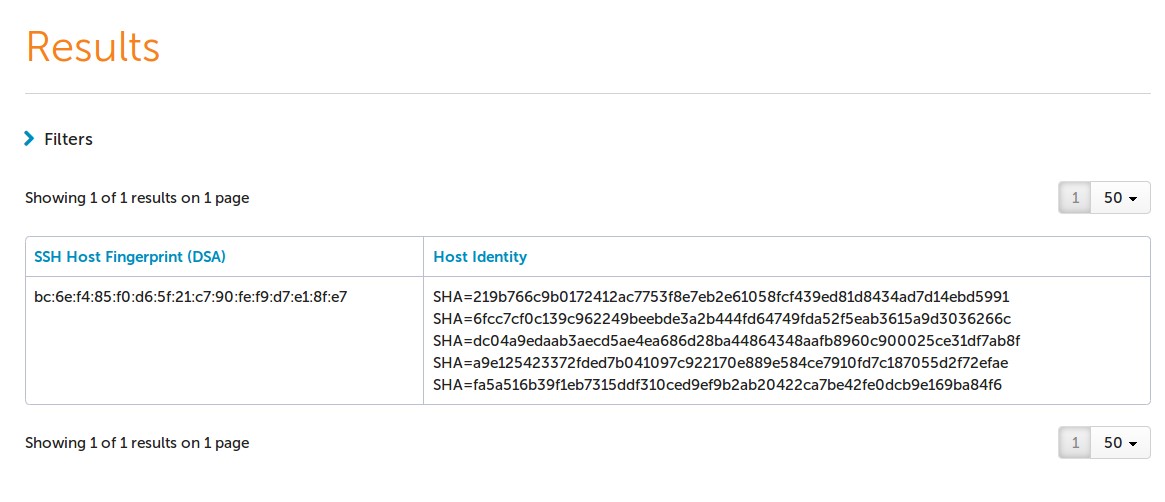 Results
Filters
Showing 1 of 1 results on 1 page
1 50
SSH Host Fingerprint (DSA) Host Identity
bc:6e:f4:85:f0:d6:5f:21:c7:90:fe:f9:d7:e1:8f:e7 SHA=219b766c9b0172412ac7753f8e7eb2e61058fcf439ed81d8434ad7d14ebd5991
SHA=6fcc7cf0c139c962249beebde3a2b444fd64749fda52f5eab3615a9d3036266c
SHA=dc04a9edaab3aecd5ae4ea686d28ba44864348aafb8960c900025ce31df7ab8f
SHA=a9e125423372fded7b041097c922170e889e584ce7910fd7c187055d2f72efae
SHA=fa5a516b39f1eb7315ddf310ced9ef9b2ab20422ca7be42fe0dcb9e169ba84f6
Showing 1 of 1 results on 1 page
1 50